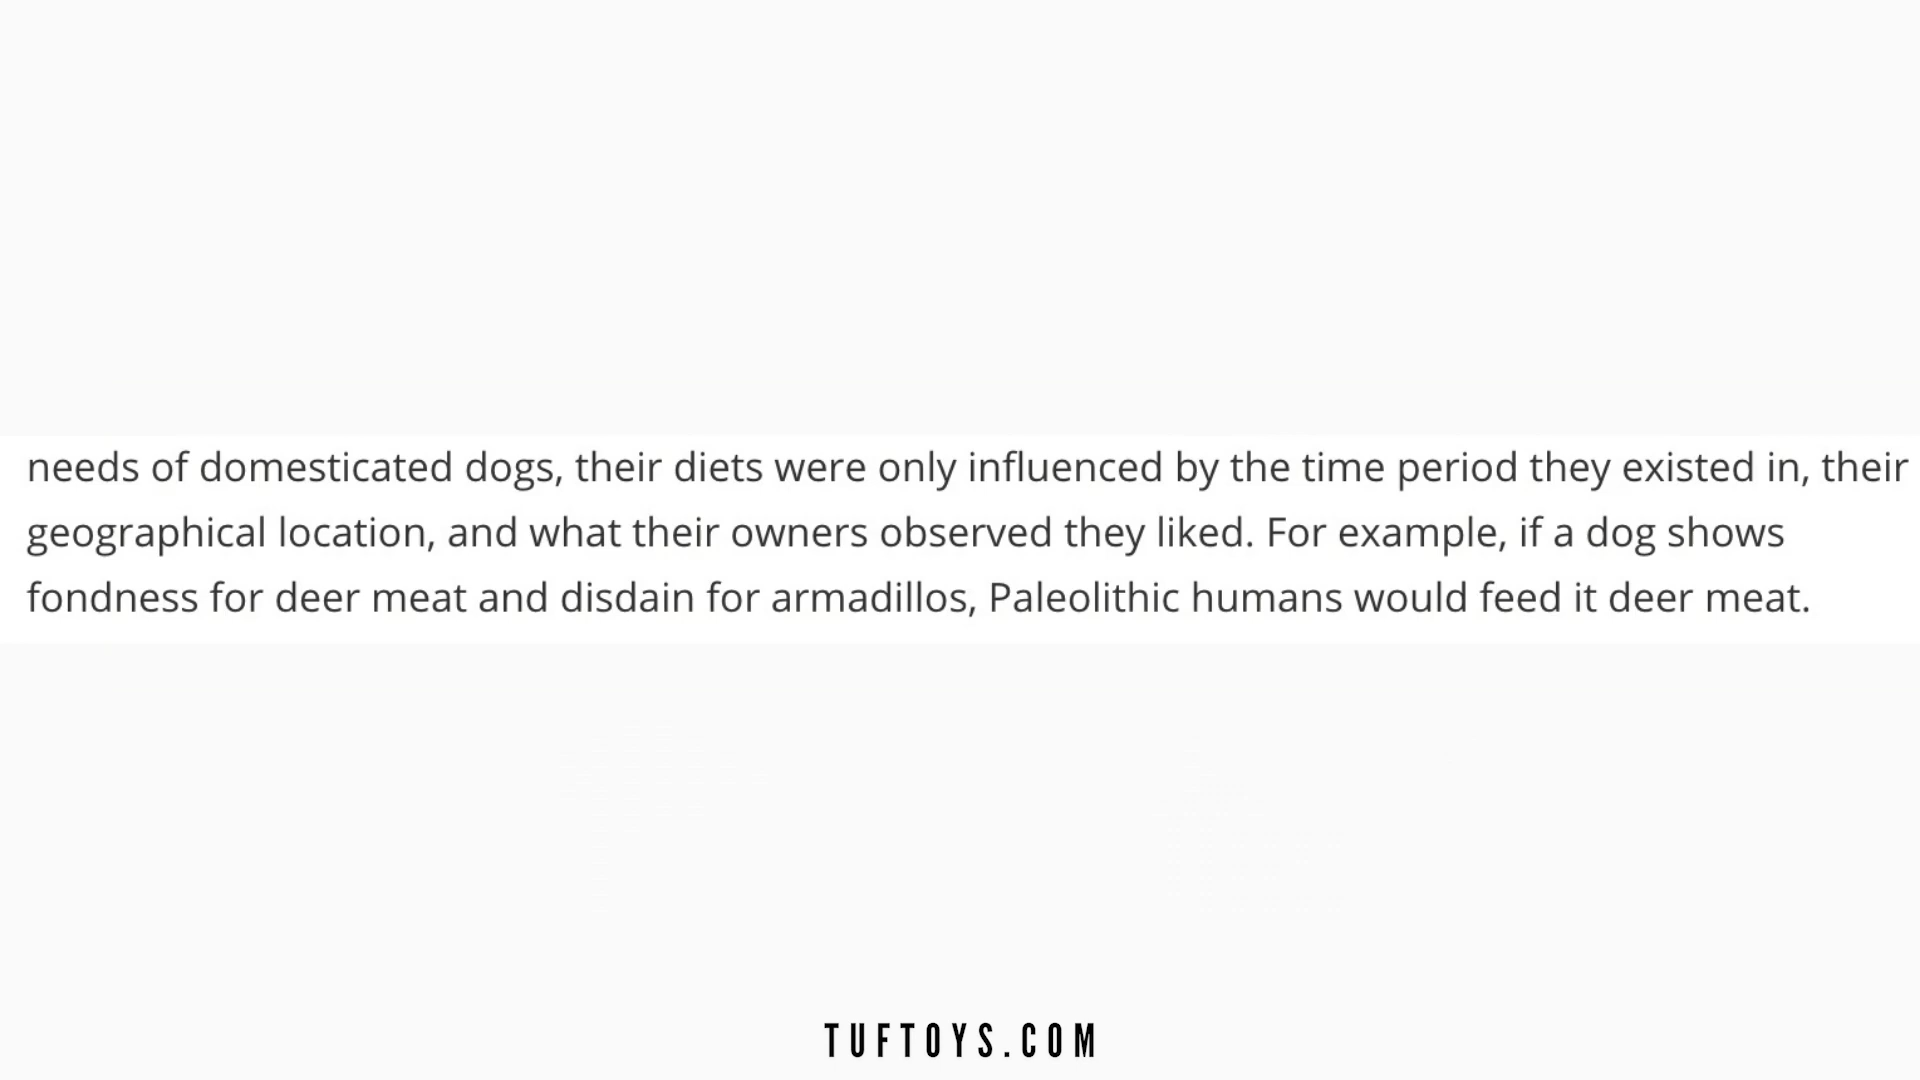 needs of domesticated dogs, their diets were only influenced by the time period they existed in, their
geographical location, and what their owners observed they liked. For example, if a dog shows
fondness for deer meat and disdain for armadillos, Paleolithic humans would feed it deer meat.
TUFTOYS.COM